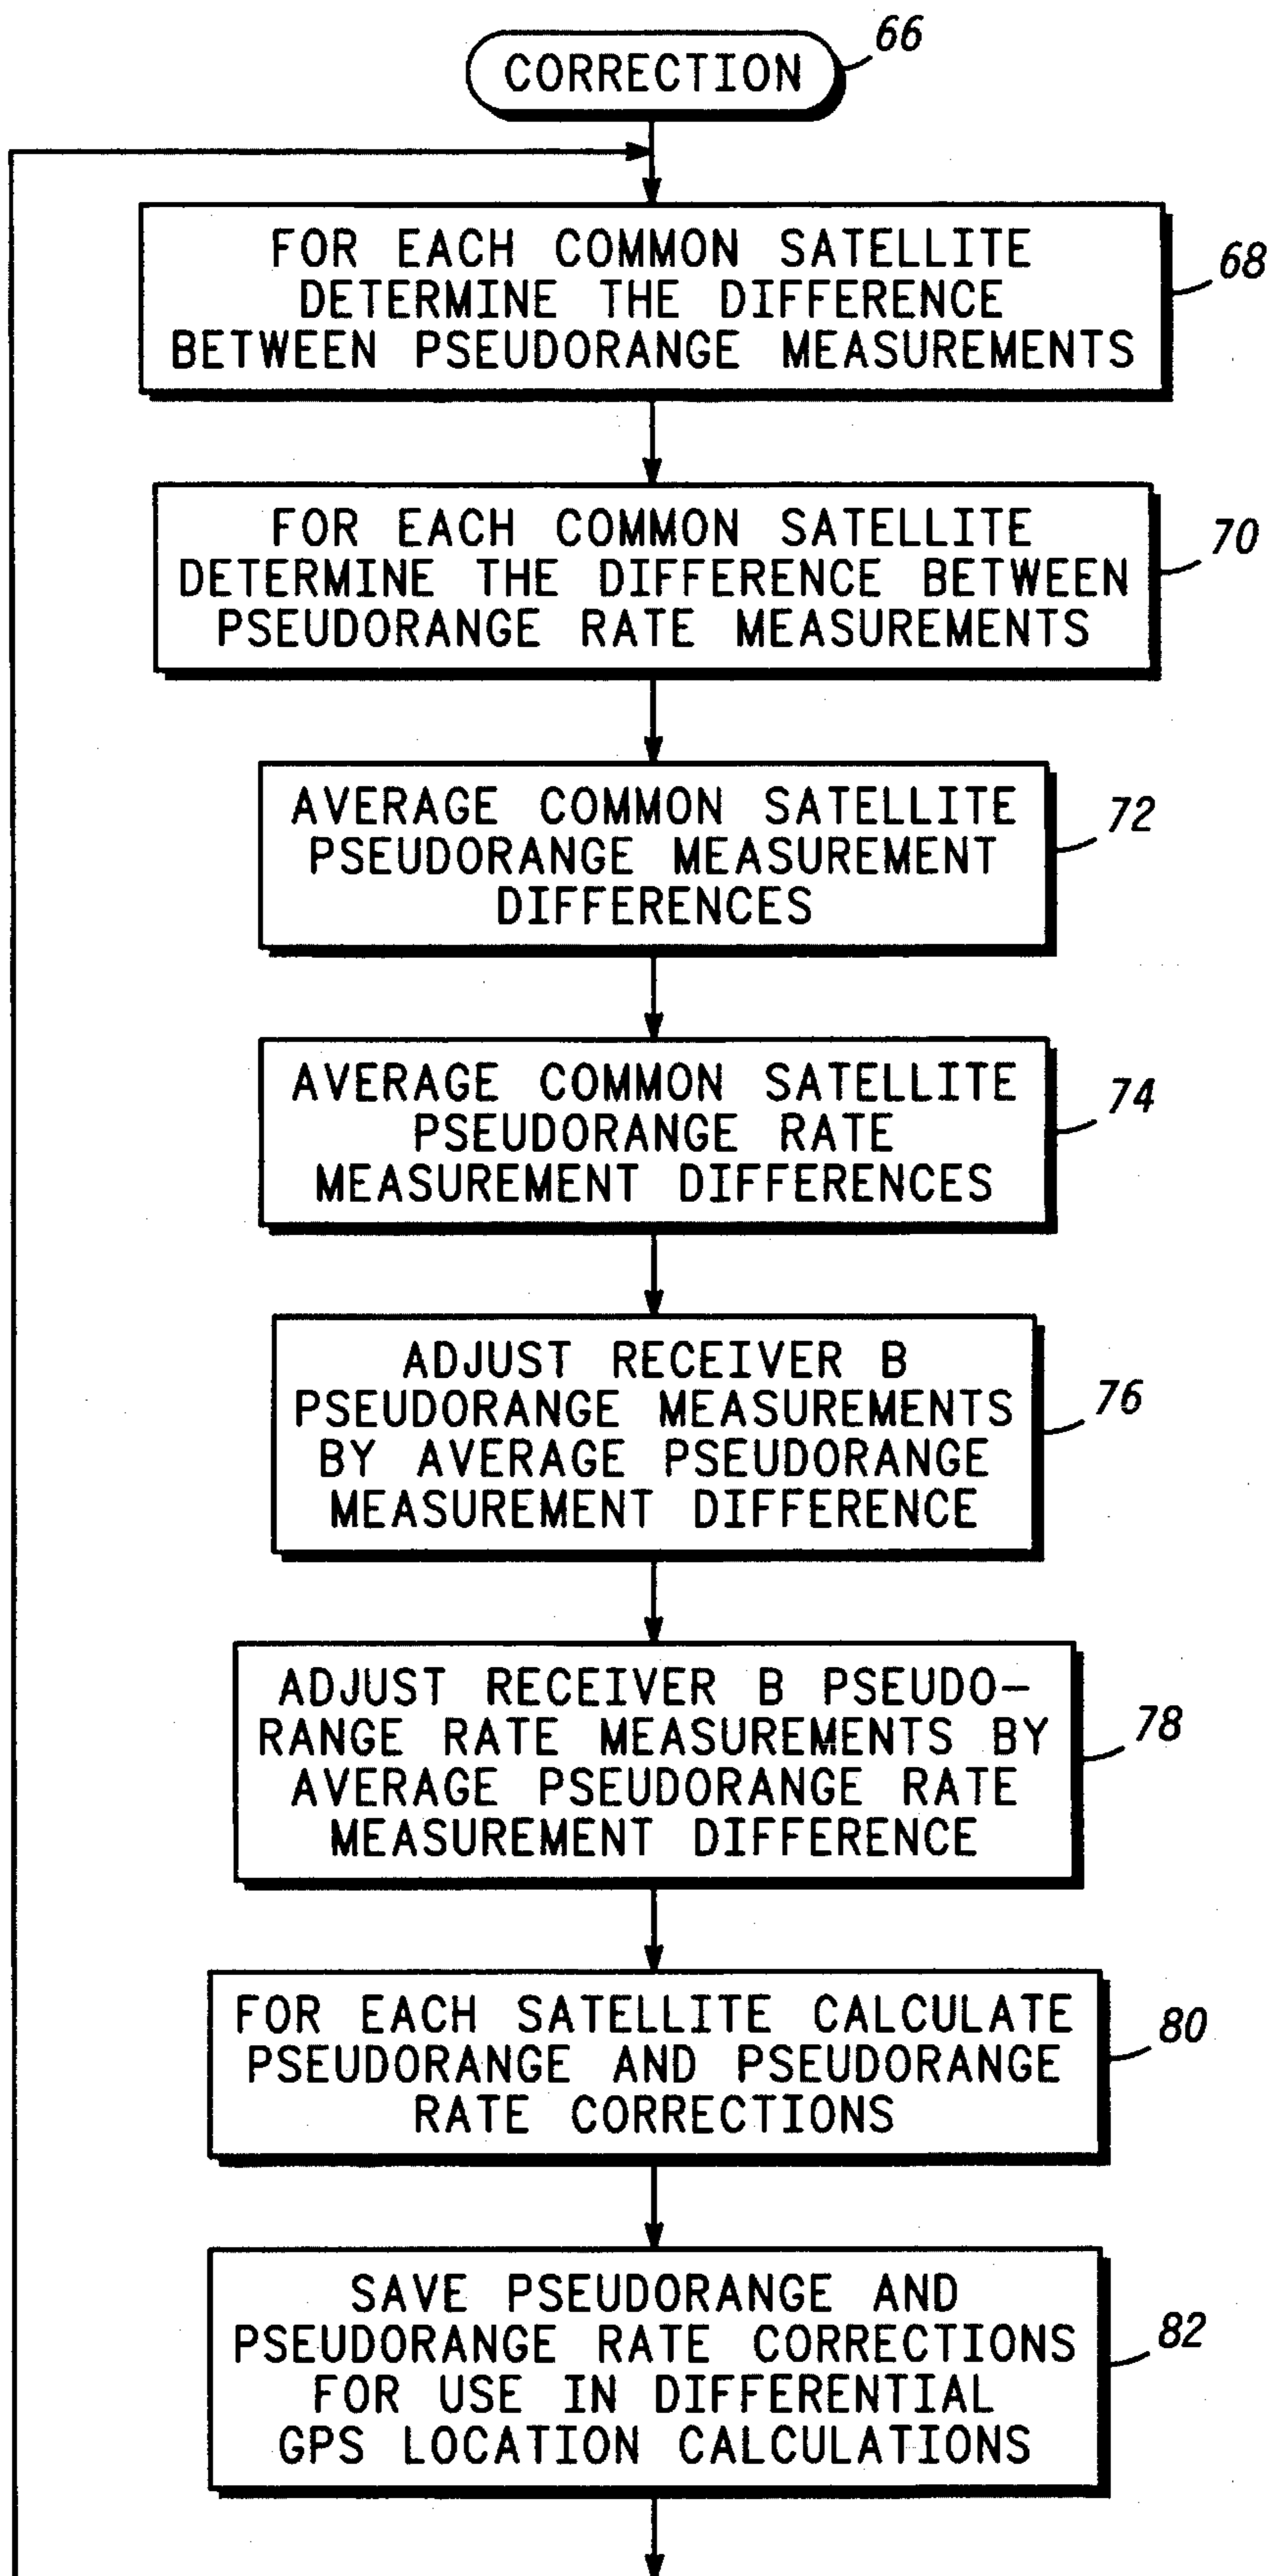 CORRECTION
66
FOR EACH COMMON SATELLITE
DETERMINE THE DIFFERENCE
BETWEEN PSEUDORANGE MEASUREMENTS
68
FOR EACH COMMON SATELLITE
DETERMINE THE DIFFERENCE BETWEEN
PSEUDORANGE RATE MEASUREMENTS
70
AVERAGE COMMON SATELLITE
PSEUDORANGE MEASUREMENT
DIFFERENCES
72
AVERAGE COMMON SATELLITE
PSEUDORANGE RATE
MEASUREMENT DIFFERENCES
74
ADJUST RECEIVER B
PSEUDORANGE MEASUREMENTS
BY AVERAGE PSEUDORANGE
MEASUREMENT DIFFERENCE
76
ADJUST RECEIVER B PSEUDO-
RANGE RATE MEASUREMENTS BY
AVERAGE PSEUDORANGE RATE
MEASUREMENT DIFFERENCE
78
FOR EACH SATELLITE CALCULATE
PSEUDORANGE AND PSEUDORANGE
RATE CORRECTIONS
80
SAVE PSEUDORANGE AND
PSEUDORANGE RATE CORRECTIONS
FOR USE IN DIFFERENTIAL
GPS LOCATION CALCULATIONS
82